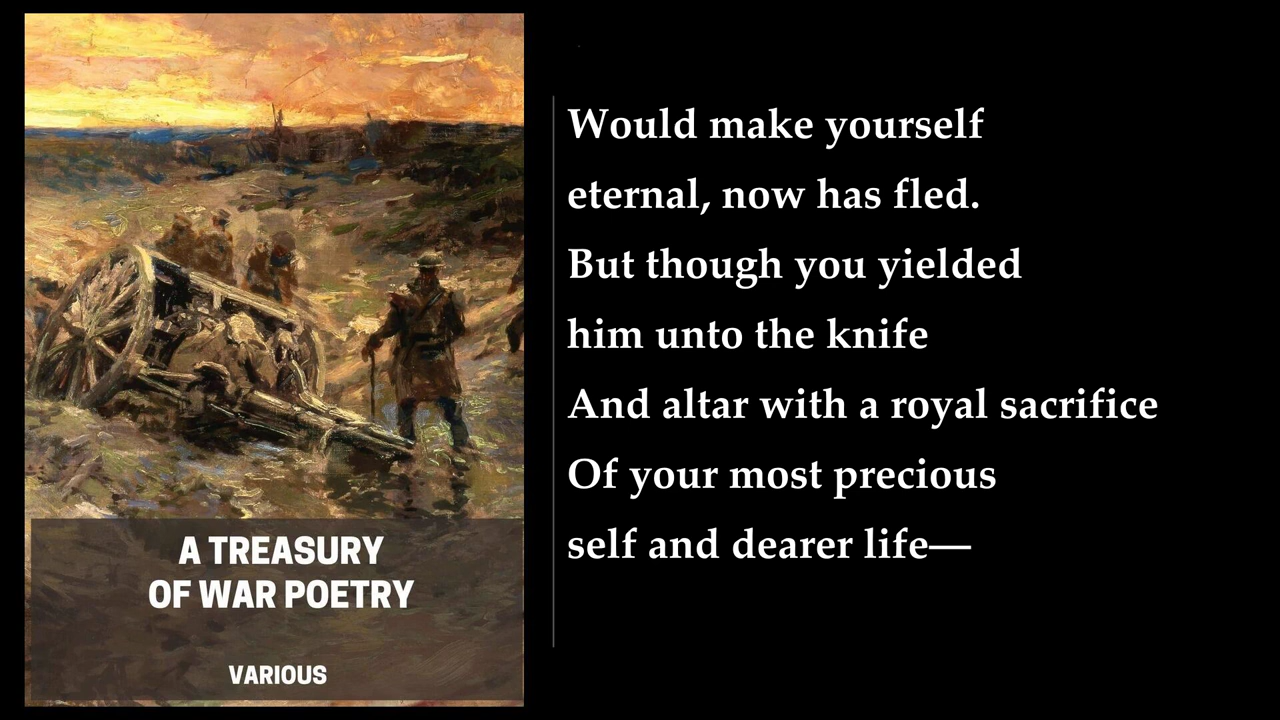 A TREASURY
OF WAR POETRY
VARIOUS
Would make yourself
eternal, now has fled.
But though you yielded
him unto the knife
And altar with a royal sacrifice
Of your most precious
self and dearer life—